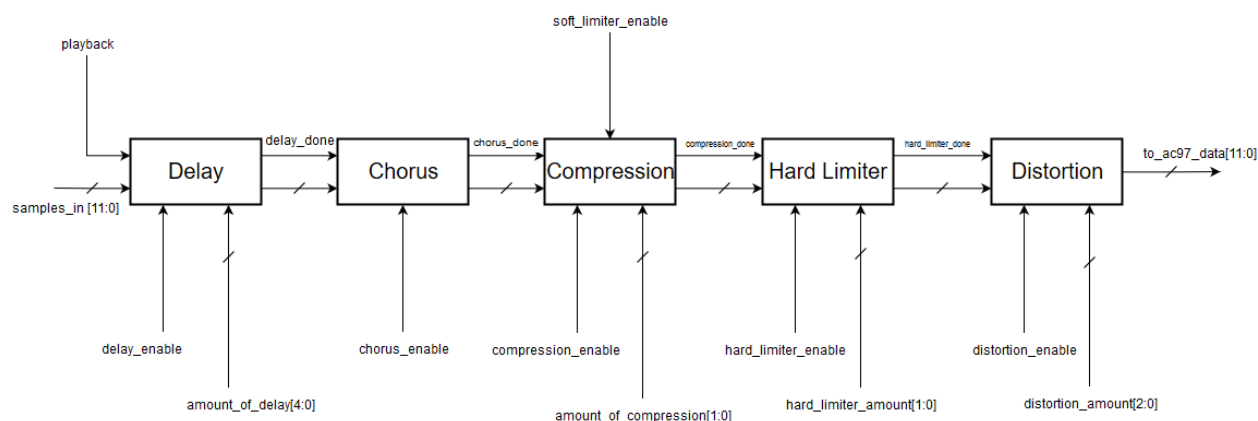 soft_limiter_enable
playback
delay_done
chorus_done
compression_done
hard_limiter_done
to_ac97_data[11:0]
Delay
Chorus
Compression
Hard Limiter
Distortion
samples_in [11:0]
delay_enable
chorus_enable
compression_enable
hard_limiter_enable
distortion_enable
amount_of_delay[4:0]
amount_of_compression[1:0]
hard_limiter_amount[1:0]
distortion_amount[2:0]